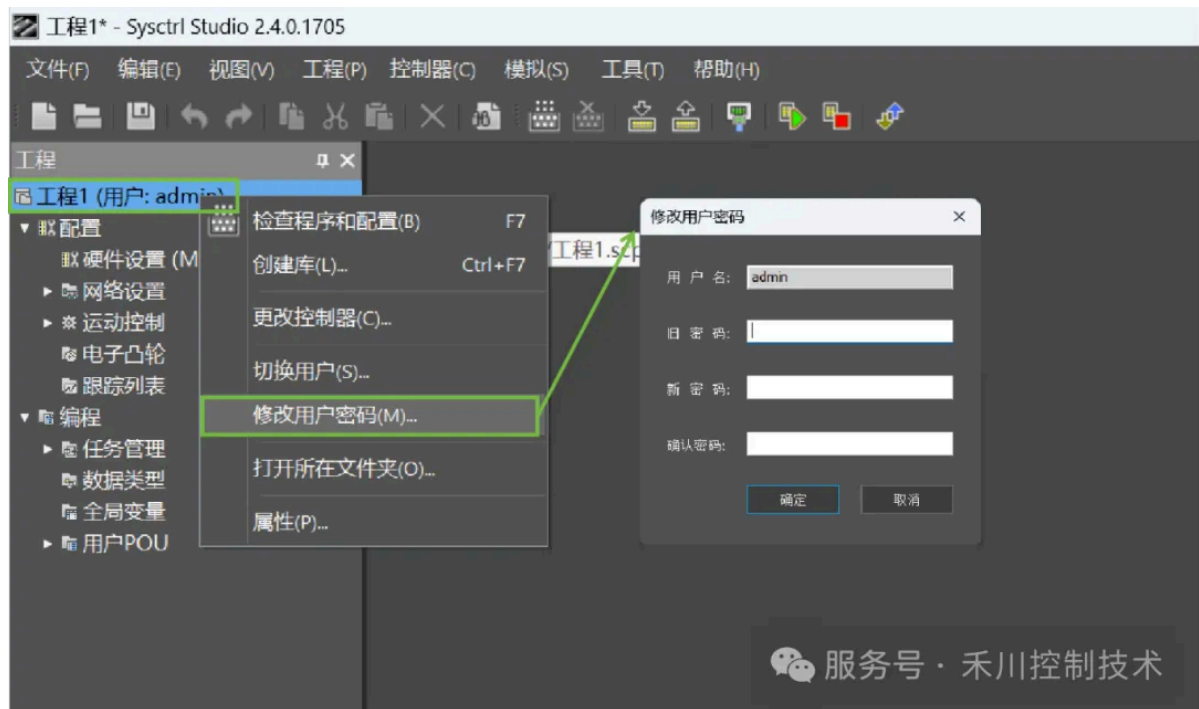 工程1* - Sysctrl Studio 2.4.0.1705
文件(F) 编辑(E) 视图(V) 工程(P) 控制器(C) 模拟(S) 工具(T) 帮助(H)
工程
工程1 (用户: admin)
配置
硬件设置 (M
网络设置
运动控制
电子凸轮
跟踪列表
编程
任务管理
数据类型
全局变量
用户POU
检查程序和配置(B) F7
创建库(L)... Ctrl+F7
更改控制器(C)...
切换用户(S)...
修改用户密码(M)...
打开所在文件夹(O)...
属性(P)...
/工程1.scp
修改用户密码
用 户 名: admin
旧 密 码:
新 密 码:
确认密码:
确定 取消
服务号 · 禾川控制技术